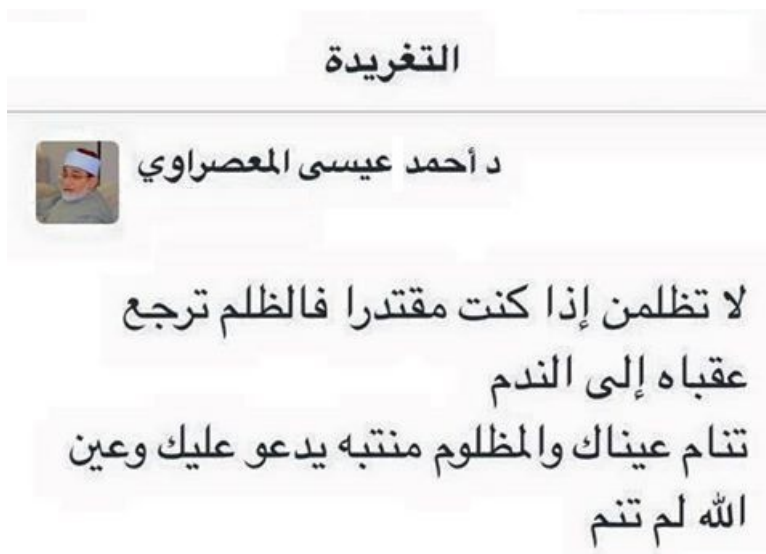 التغريدة
د أحمد عيسى المعصراوي
لا تظلمن إذا كنت مقتدرا فالظلم ترجع
عقباه إلى الندم
تنام عيناك والمظلوم منتبه يدعو عليك وعين
الله لم تنم